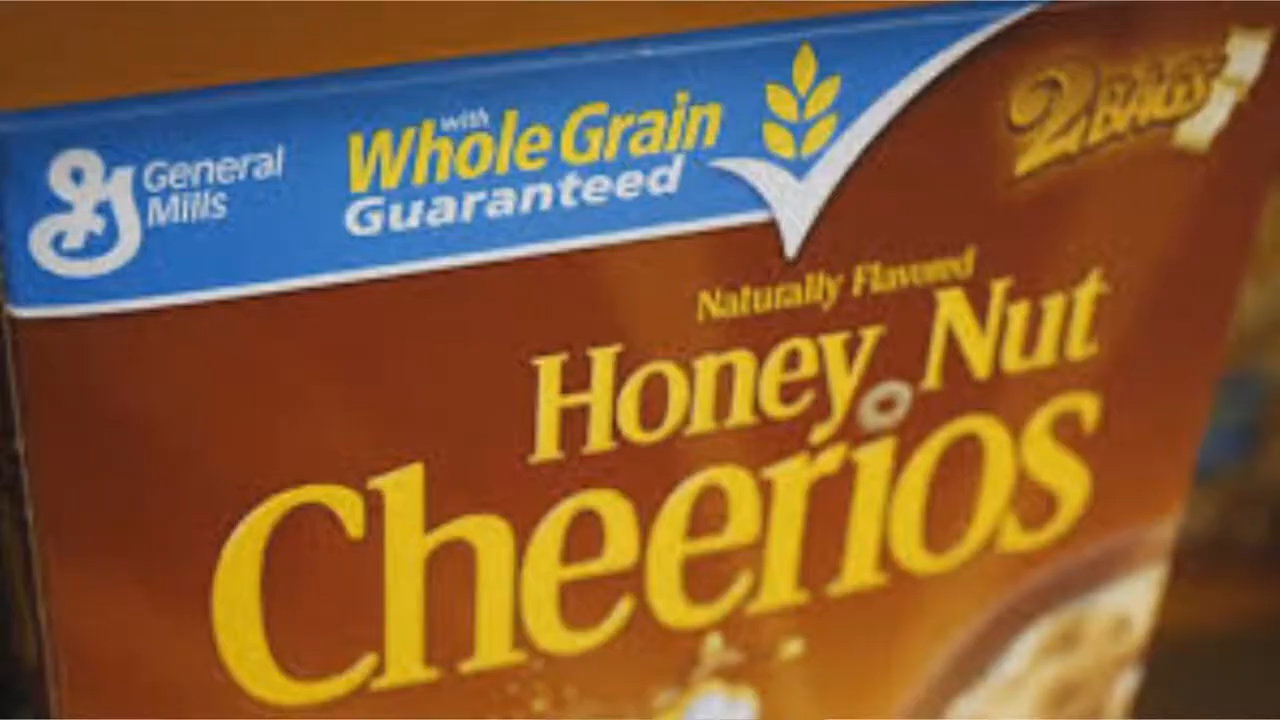 General
Mills
with
Whole Grain
Guaranteed
2 BAGS
Naturally Flavored
Honey Nut
Cheerios